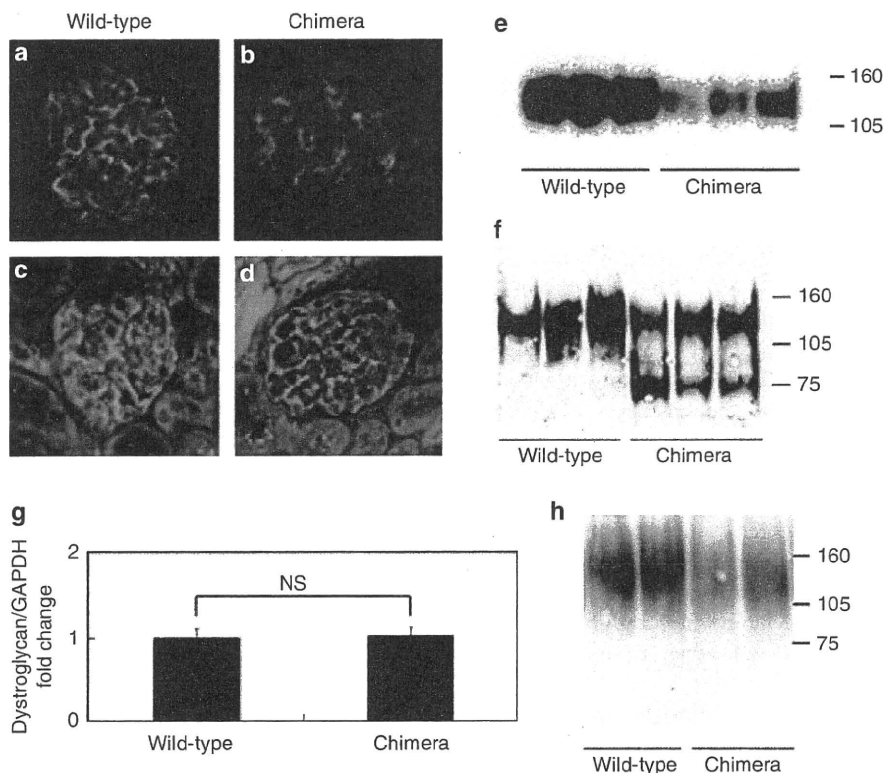 Wild-type Chimera
a b
c d
e
160
105
Wild-type Chimera
f
160
105
75
Wild-type Chimera
g
Dystroglycan/GAPDH
fold change
2
1
0
NS
Wild-type Chimera
h
160
105
75
Wild-type Chimera